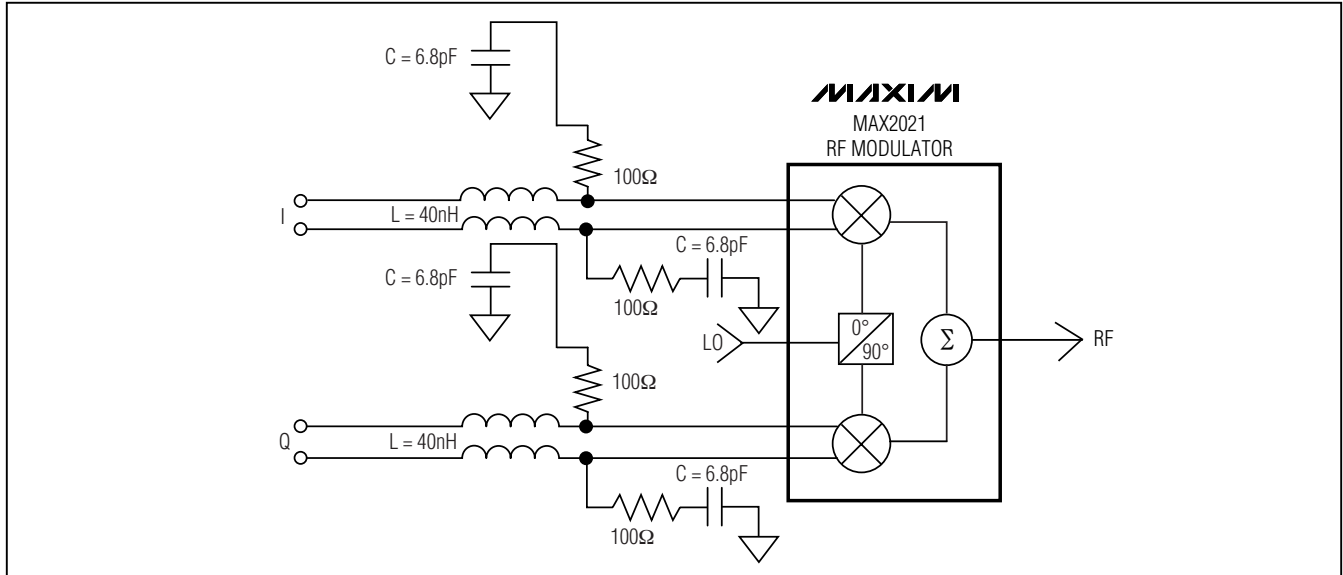 C = 6.8pF
MAXIM
MAX2021
RF MODULATOR
100Ω
I
L = 40nH
C = 6.8pF
C = 6.8pF
100Ω
LO
0°
90°
Σ
RF
100Ω
Q
L = 40nH
C = 6.8pF
100Ω